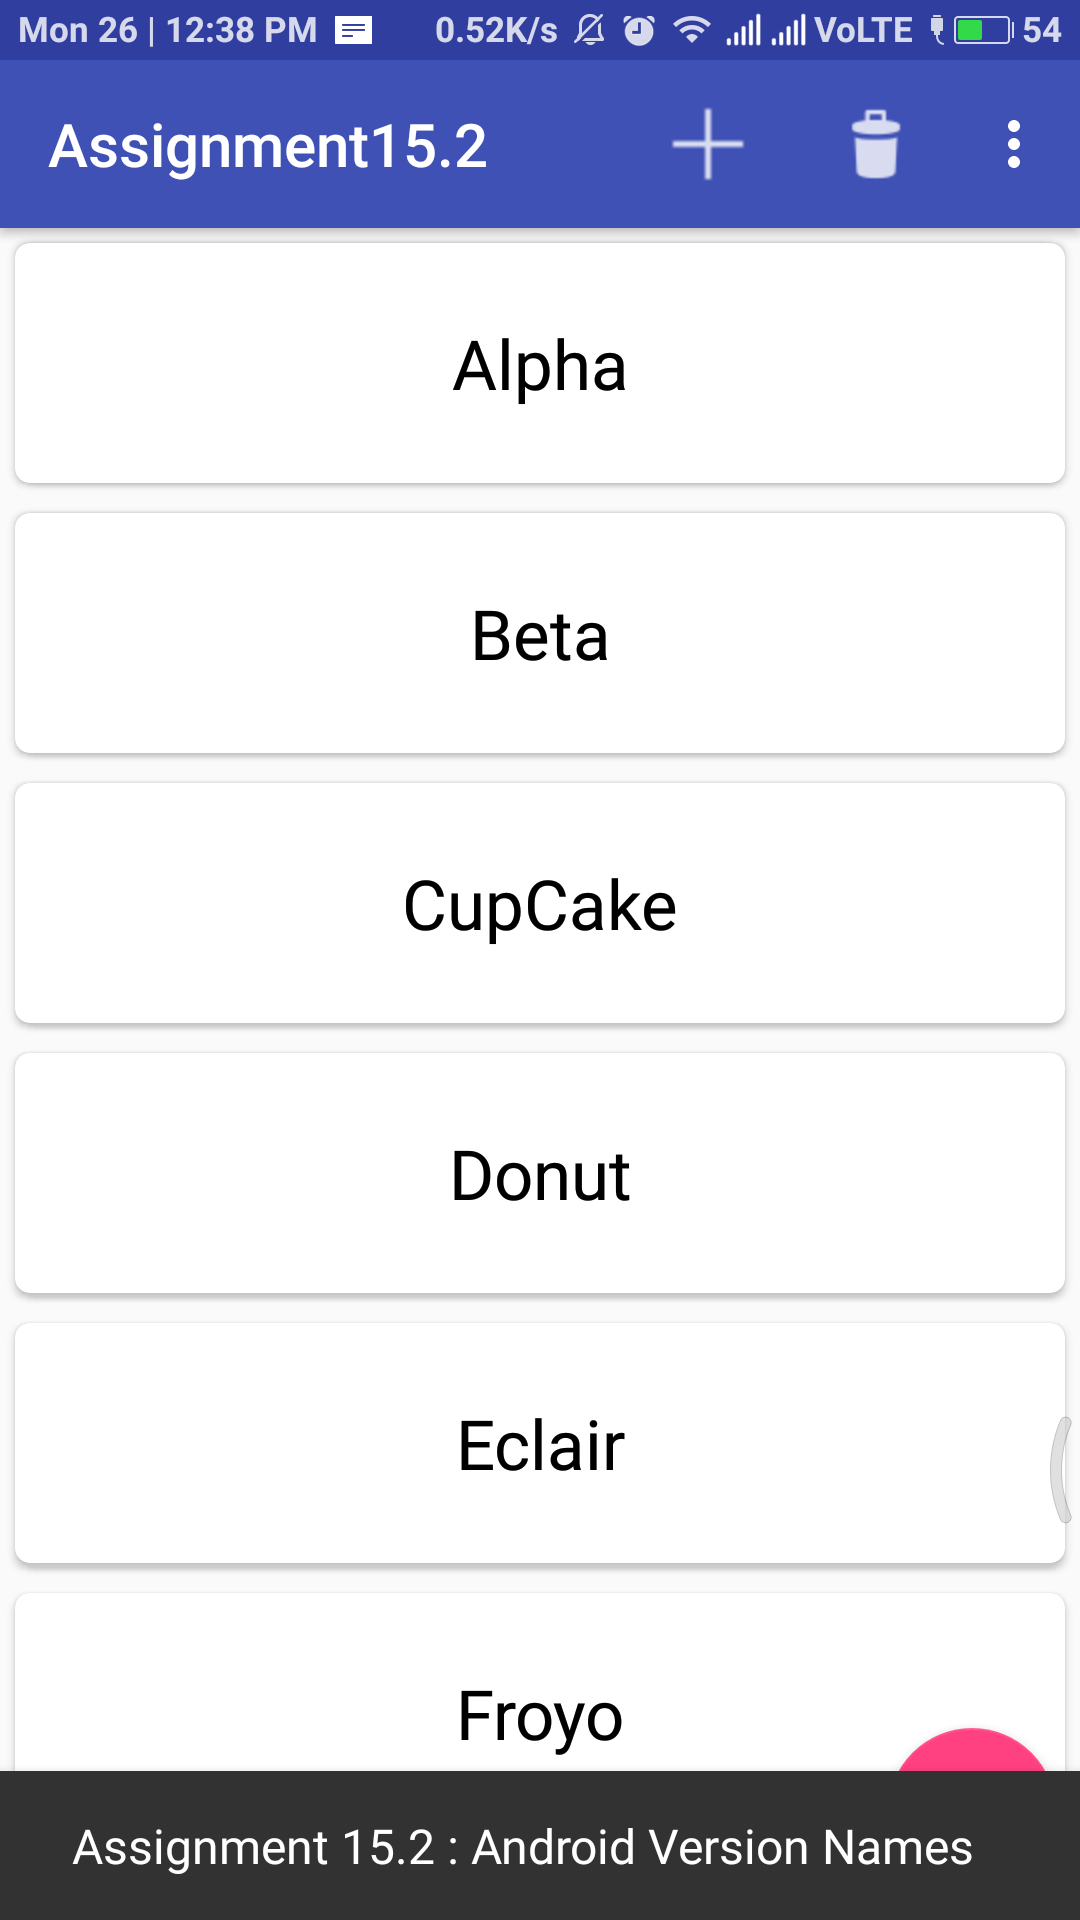 Mon 26 | 12:38 PM 0.52K/s VoLTE 54
Assignment15.2
Alpha
Beta
CupCake
Donut
Eclair
Froyo
Assignment 15.2 : Android Version Names